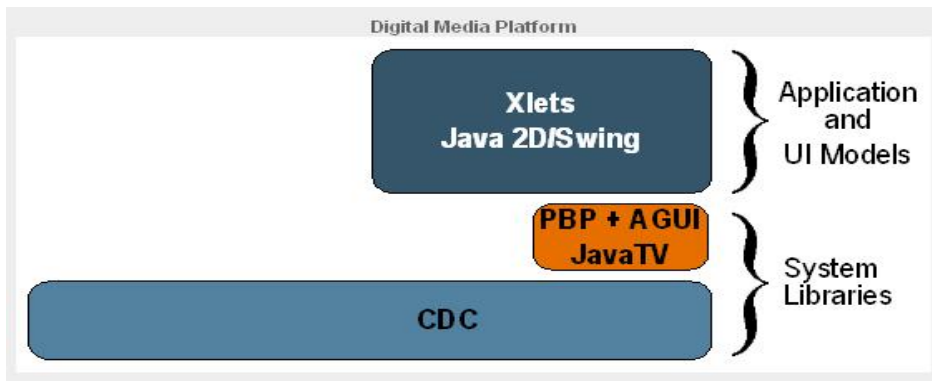 Digital Media Platform
Xlets
Java 2D/Swing
Application
and
UI Models
PBP + AGUI
JavaTV
System
Libraries
CDC